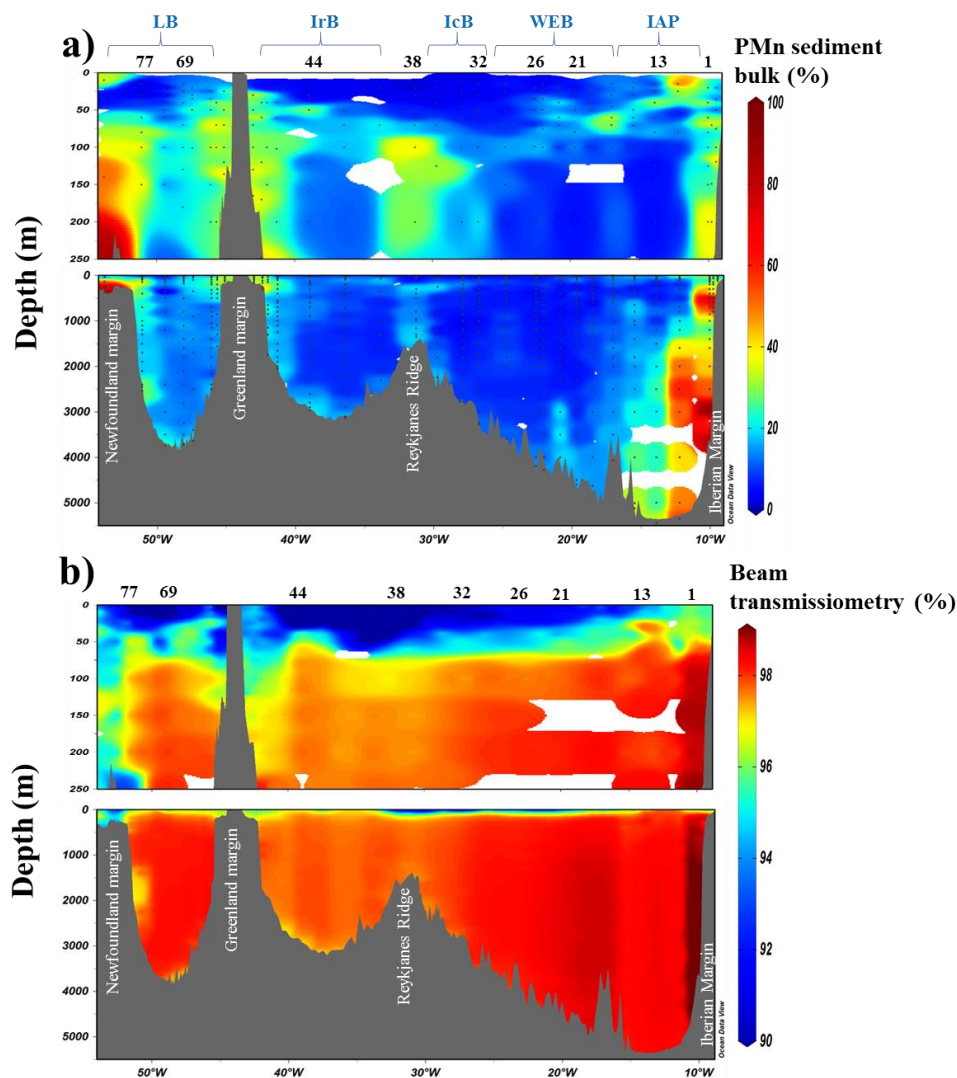 LB IrB IcB WEB IAP
a)
77 69 44 38 32 26 21 13 1
PMn sediment
bulk (%)
0
50
100
150
200
250
Depth (m)
0
1000
2000
3000
4000
5000
Newfoundland margin
Greenland margin
Reykjanes Ridge
Iberian Margin
Ocean Data View
50°W 40°W 30°W 20°W 10°W
100
80
60
40
20
0
b)
77 69 44 38 32 26 21 13 1
Beam
transmissiometry (%)
0
50
100
150
200
250
Depth (m)
0
1000
2000
3000
4000
5000
Newfoundland margin
Greenland margin
Reykjanes Ridge
Iberian Margin
Ocean Data View
50°W 40°W 30°W 20°W 10°W
98
96
94
92
90